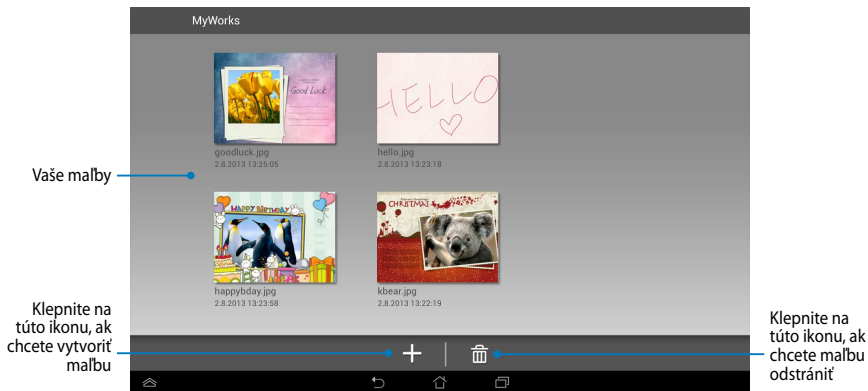 MyWorks
Good Luck
HELLO
goodluck.jpg
2.8.2013 13:25:05
hello.jpg
2.8.2013 13:23:18
Vaše maľby
HAPPY BIRTHDAY
CHRISTMAS
happybday.jpg
2.8.2013 13:23:58
kbear.jpg
2.8.2013 13:22:19
Klepnite na
túto ikonu, ak
chcete vytvoriť
maľbu
Klepnite na
túto ikonu, ak
chcete maľbu
odstrániť